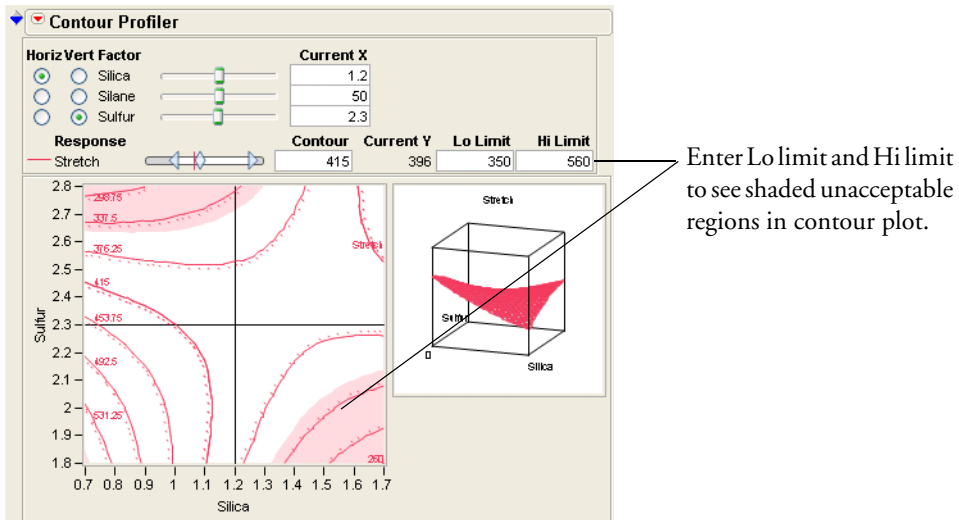 Contour Profiler
Horiz Vert Factor Current X
Silica 1.2
Silane 50
Sulfur 2.3
Response Contour Current Y Lo Limit Hi Limit
Stretch 415 396 350 560
Enter Lo limit and Hi limit
to see shaded unacceptable
regions in contour plot.
2.8
2.7
2.6
2.5
2.4
2.3
2.2
2.1
2
1.9
1.8
Sulfur
293.75
337.5
376.25
415
453.75
492.5
531.25
Stretch
260
0.7 0.8 0.9 1 1.1 1.2 1.3 1.4 1.5 1.6 1.7
Silica
Stretch
Sulfur
Silica